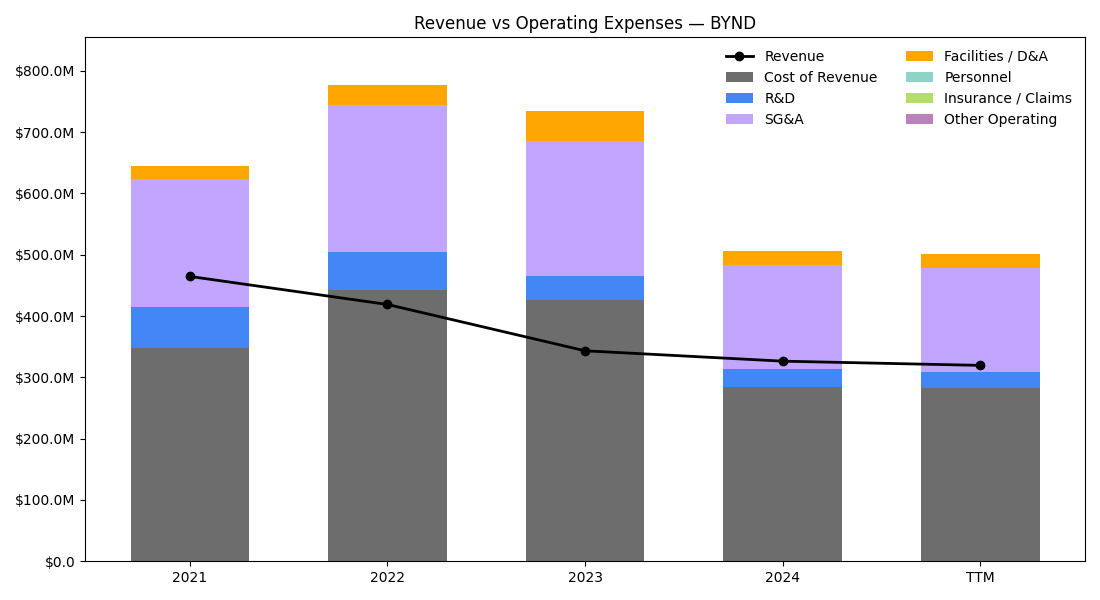 Revenue vs Operating Expenses — BYND
$800.0M
$700.0M
$600.0M
$500.0M
$400.0M
$300.0M
$200.0M
$100.0M
$0.0
Revenue
Cost of Revenue
R&D
SG&A
Facilities / D&A
Personnel
Insurance / Claims
Other Operating
2021 2022 2023 2024 TTM